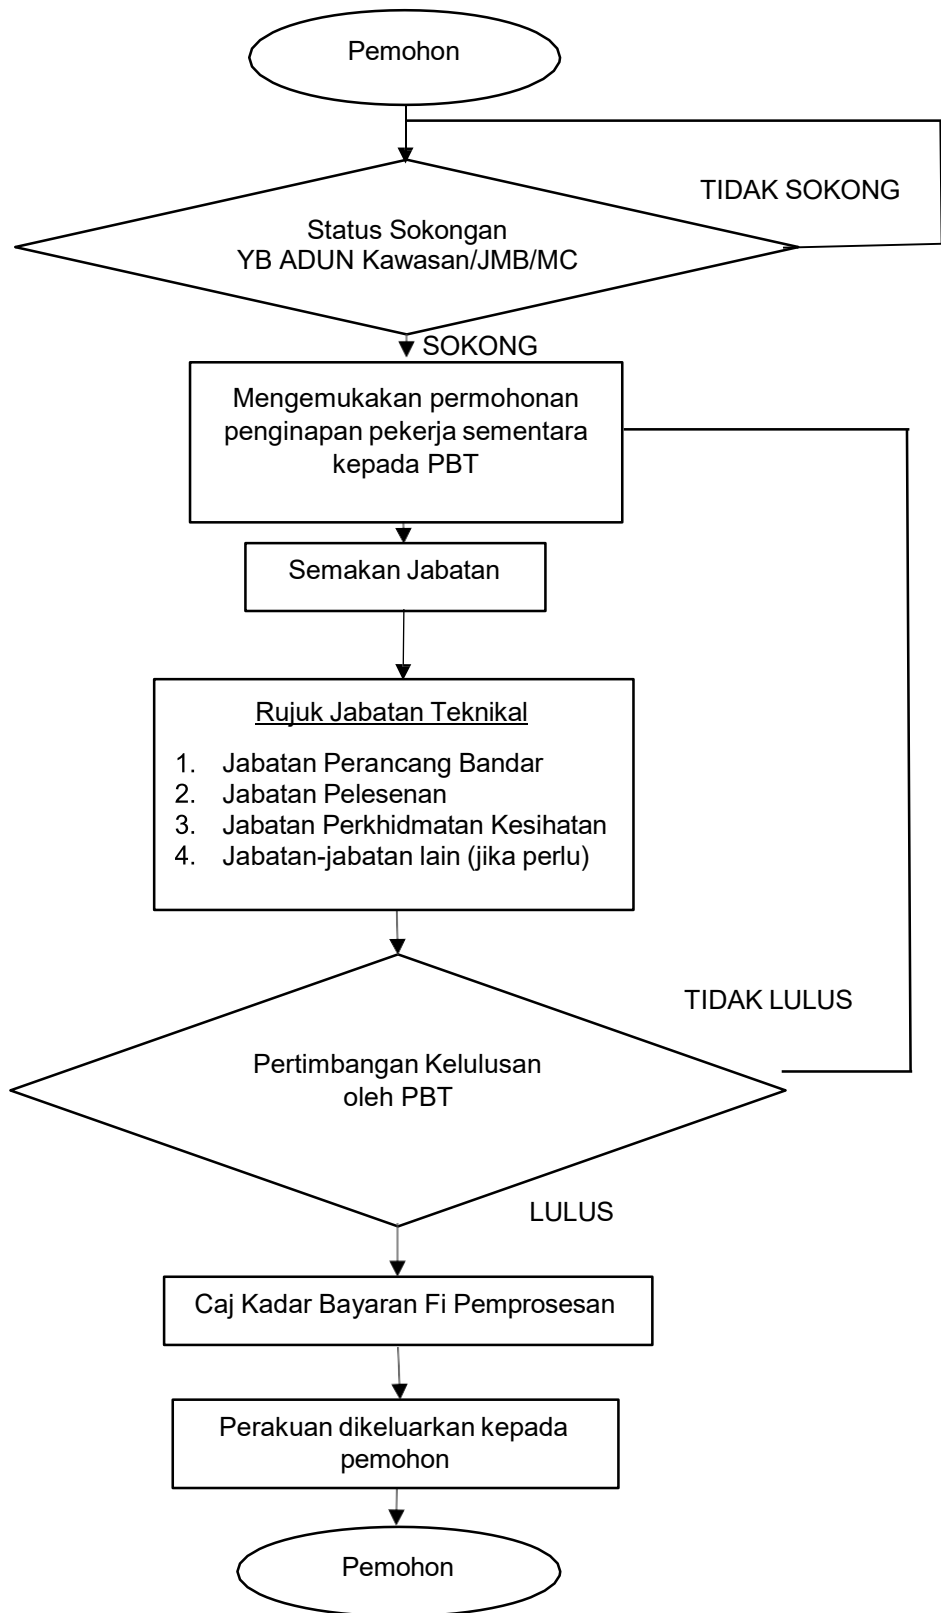 Pemohon
TIDAK SOKONG
Status Sokongan
YB ADUN Kawasan/JMB/MC
SOKONG
Mengemukakan permohonan
penginapan pekerja sementara
kepada PBT
Semakan Jabatan
Rujuk Jabatan Teknikal
1. Jabatan Perancang Bandar
2. Jabatan Pelesenan
3. Jabatan Perkhidmatan Kesihatan
4. Jabatan-jabatan lain (jika perlu)
TIDAK LULUS
Pertimbangan Kelulusan
oleh PBT
LULUS
Caj Kadar Bayaran Fi Pemprosesan
Perakuan dikeluarkan kepada
pemohon
Pemohon